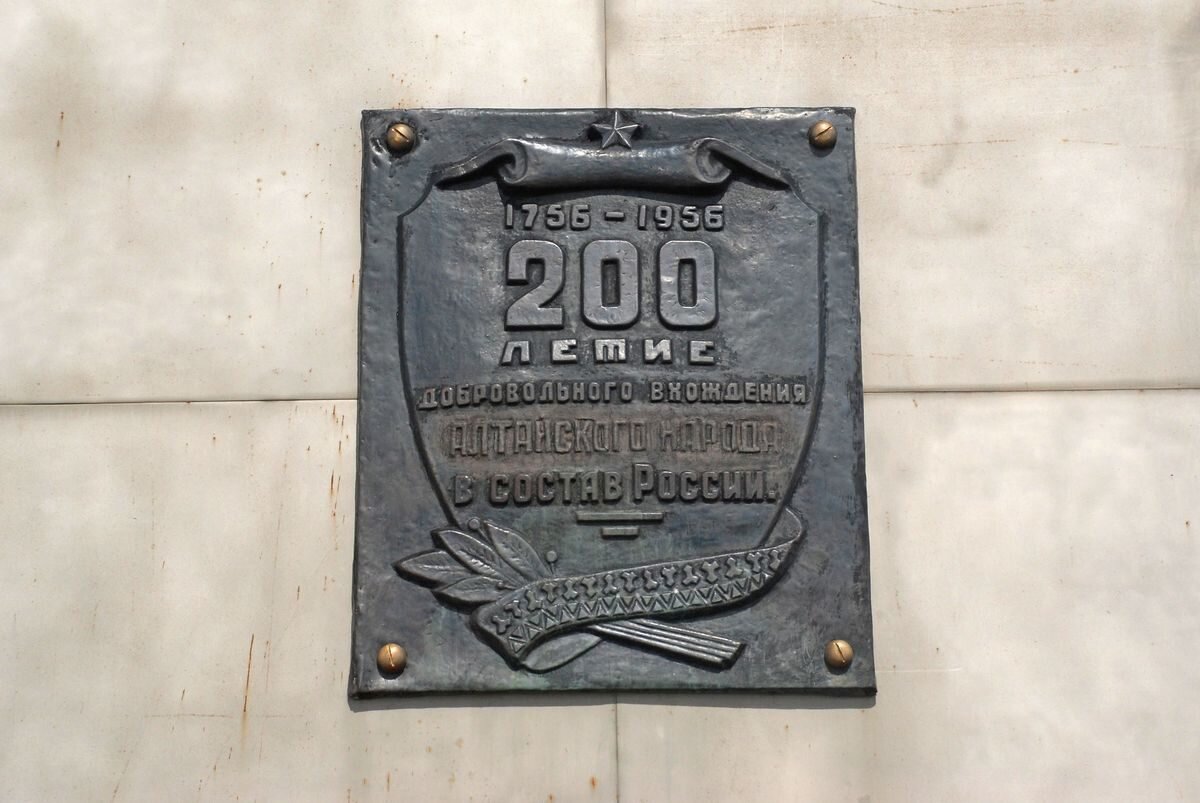 1756 – 1956
200
ЛЕТИЕ
ДОБРОВОЛЬНОГО ВХОЖДЕНИЯ
АЛТАЙСКОГО НАРОДА
В СОСТАВ РОССИИ.